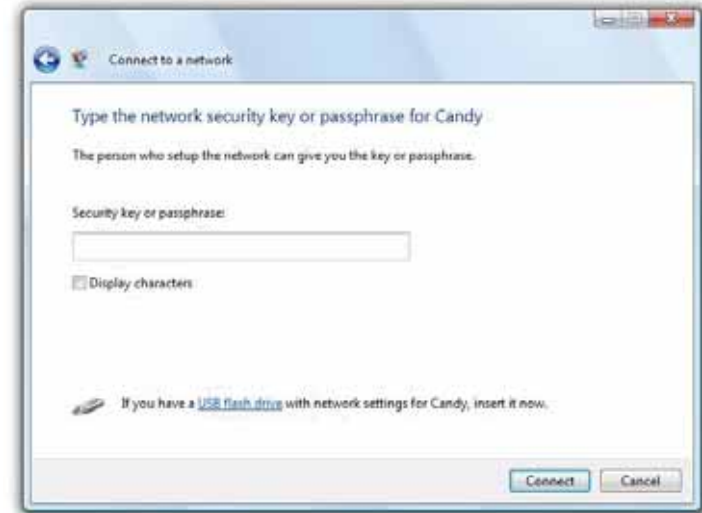 Connect to a network
Type the network security key or passphrase for Candy
The person who setup the network can give you the key or passphrase.
Security key or passphrase:
Display characters
If you have a USB flash drive with network settings for Candy, insert it now.
Connect Cancel